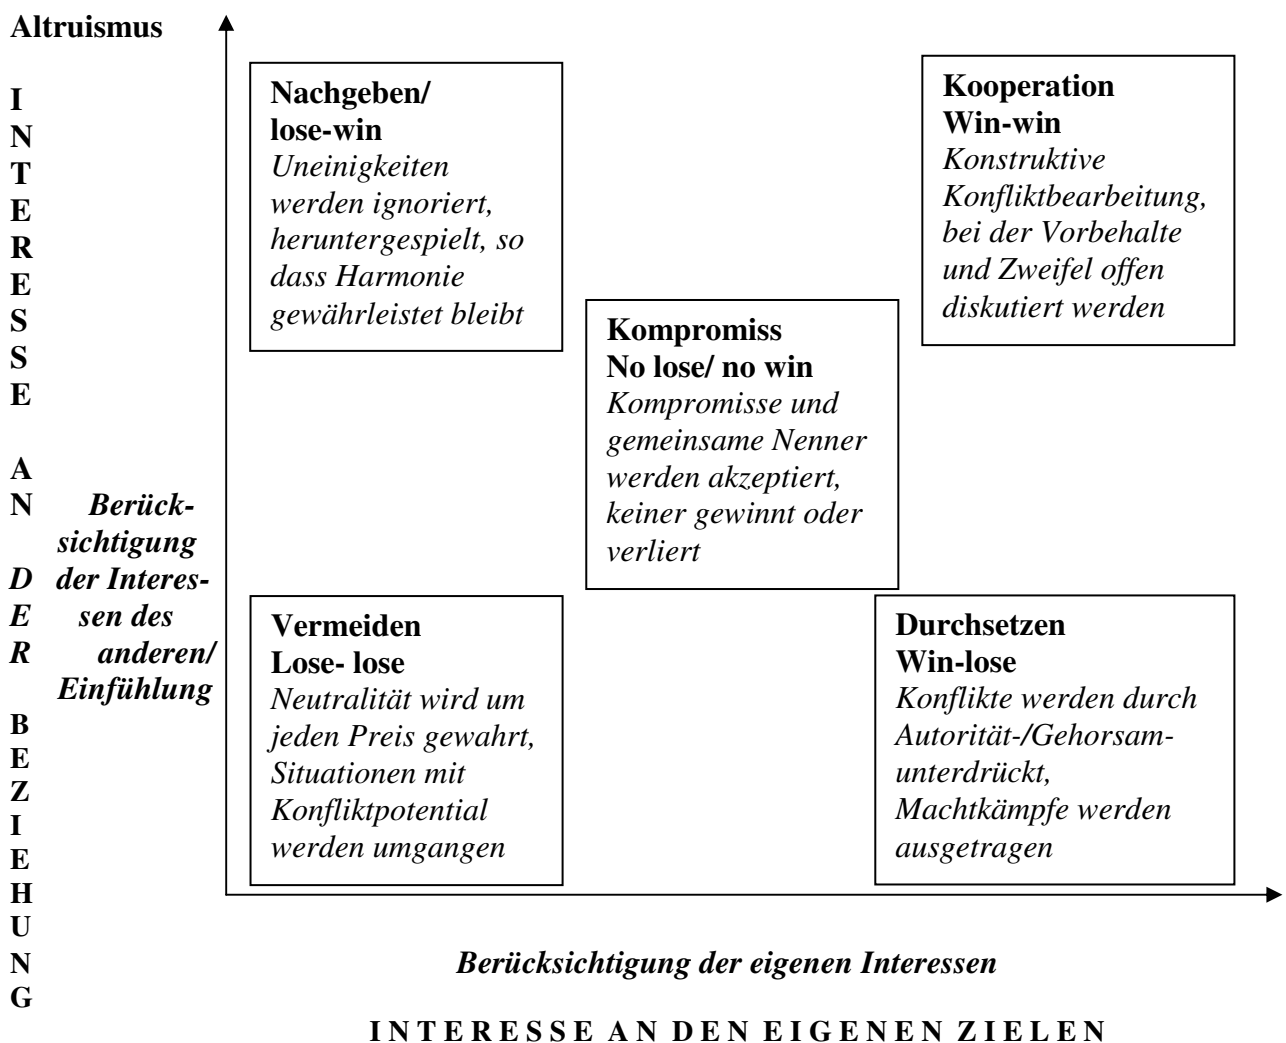 Altruismus
INTERESSE AN DER BEZIEHUNG
Berück-
sichtigung
der Interes-
sen des
anderen/
Einfühlung
Nachgeben/
lose-win
Uneinigkeiten
werden ignoriert,
heruntergespielt, so
dass Harmonie
gewährleistet bleibt
Kooperation
Win-win
Konstruktive
Konfliktbearbeitung,
bei der Vorbehalte
und Zweifel offen
diskutiert werden
Kompromiss
No lose/ no win
Kompromisse und
gemeinsame Nenner
werden akzeptiert,
keiner gewinnt oder
verliert
Vermeiden
Lose- lose
Neutralität wird um
jeden Preis gewahrt,
Situationen mit
Konfliktpotential
werden umgangen
Durchsetzen
Win-lose
Konflikte werden durch
Autorität-/Gehorsam-
unterdrückt,
Machtkämpfe werden
ausgetragen
Berücksichtigung der eigenen Interessen
INTERESSE AN DEN EIGENEN ZIELEN